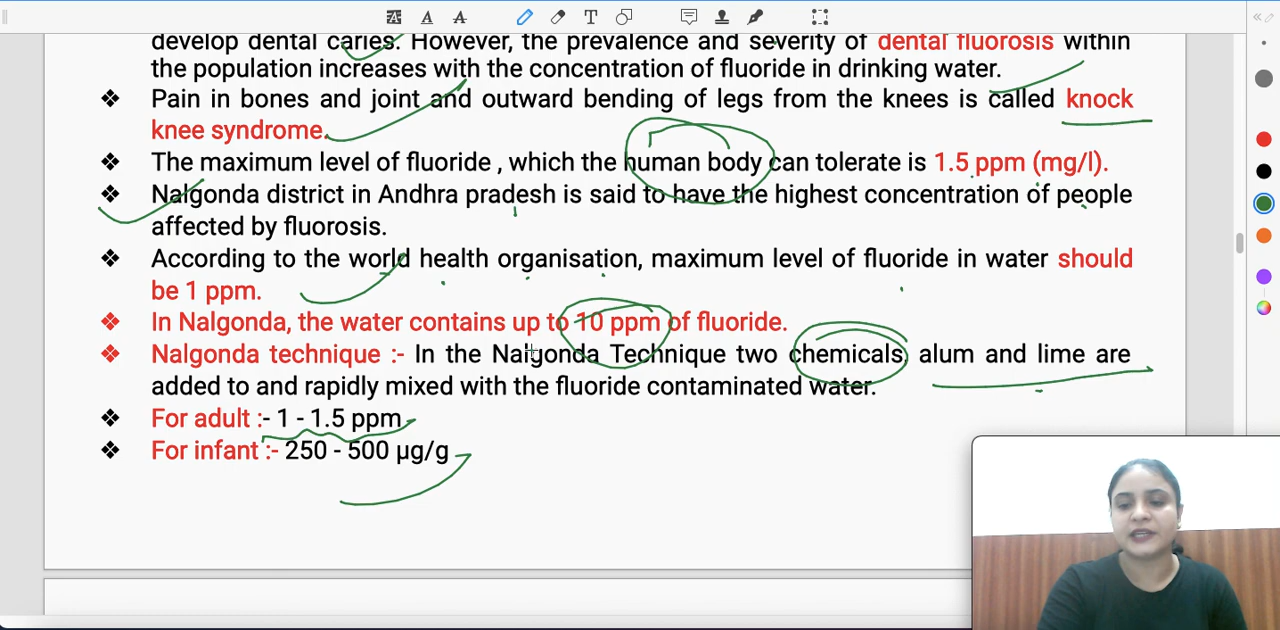 develop dental caries. However, the prevalence and severity of dental fluorosis within
the population increases with the concentration of fluoride in drinking water.
❖ Pain in bones and joint and outward bending of legs from the knees is called knock
knee syndrome.
❖ The maximum level of fluoride , which the human body can tolerate is 1.5 ppm (mg/l).
❖ Nalgonda district in Andhra pradesh is said to have the highest concentration of people
affected by fluorosis.
❖ According to the world health organisation, maximum level of fluoride in water should
be 1 ppm.
❖ In Nalgonda, the water contains up to 10 ppm of fluoride.
❖ Nalgonda technique :- In the Nalgonda Technique two chemicals, alum and lime are
added to and rapidly mixed with the fluoride contaminated water.
❖ For adult :- 1 - 1.5 ppm
❖ For infant :- 250 - 500 µg/g